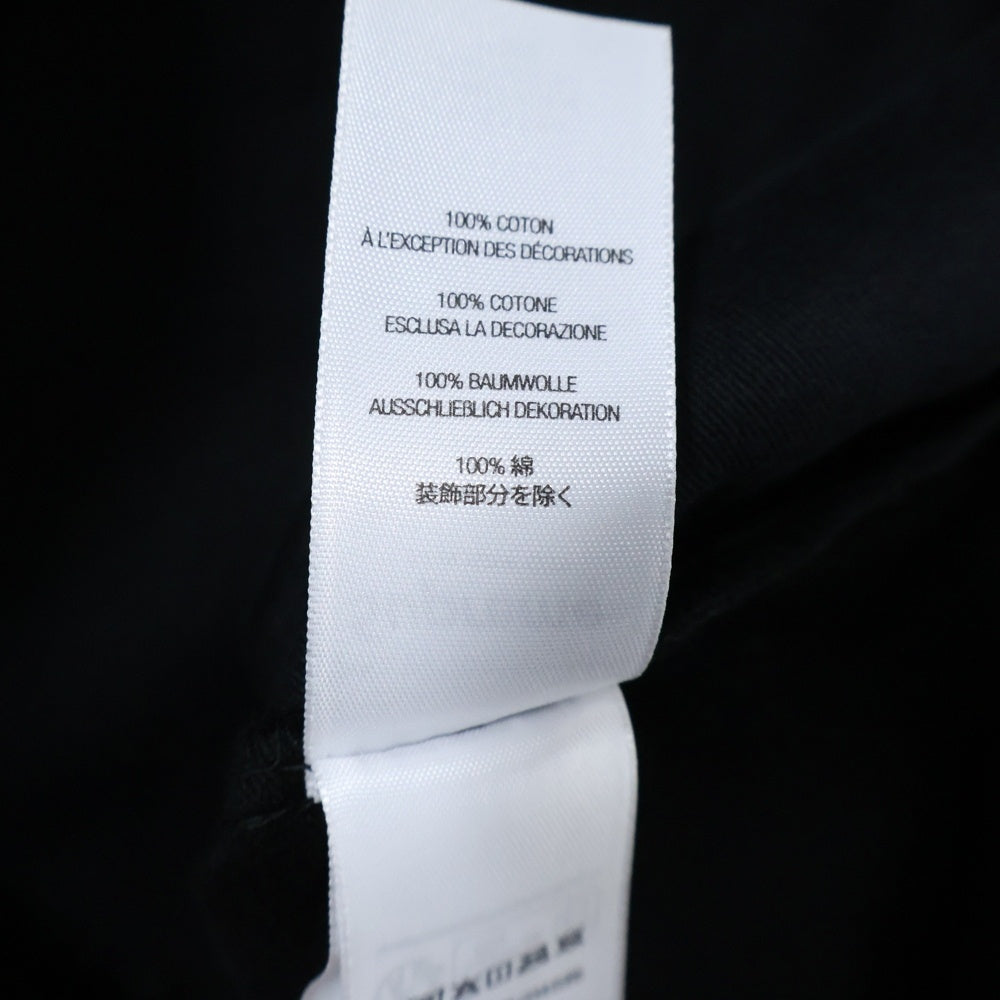 100% COTON
À L'EXCEPTION DES DÉCORATIONS
100% COTONE
ESCLUSA LA DECORAZIONE
100% BAUMWOLLE
AUSSCHLIEßLICH DEKORATION
100% 綿
装飾部分を除く